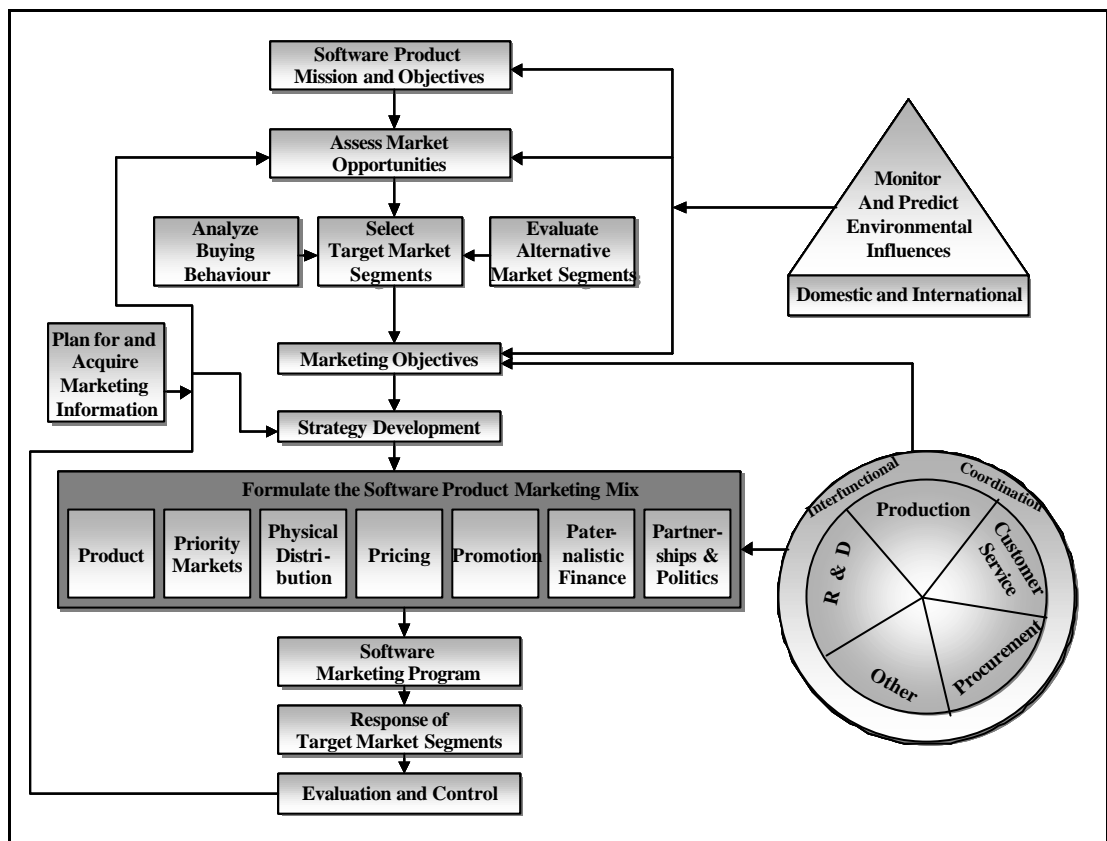 Software Product
Mission and Objectives
Assess Market
Opportunities
Monitor
And Predict
Environmental
Influences
Domestic and International
Analyze
Buying
Behaviour
Select
Target Market
Segments
Evaluate
Alternative
Market Segments
Plan for and
Acquire
Marketing
Information
Marketing Objectives
Strategy Development
Formulate the Software Product Marketing Mix
Product
Priority
Markets
Physical
Distri-
bution
Pricing
Promotion
Pater-
nalistic
Finance
Partner-
ships &
Politics
Interfunctional
Coordination
Production
Customer
Service
R & D
Procurement
Other
Software
Marketing Program
Response of
Target Market Segments
Evaluation and Control